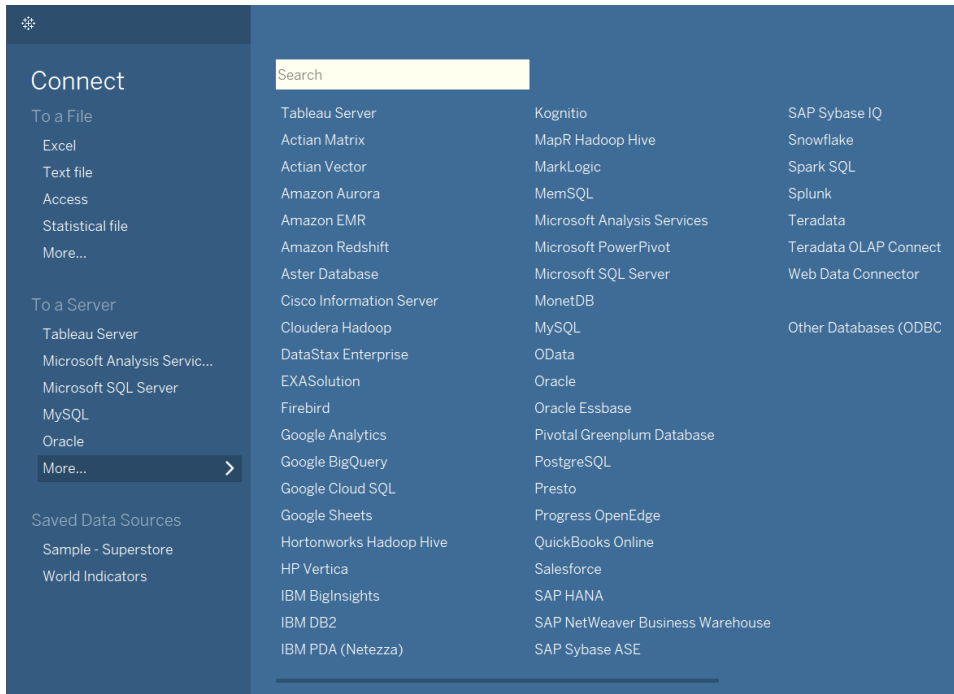 Connect
To a File
Excel
Text file
Access
Statistical file
More...
To a Server
Tableau Server
Microsoft Analysis Servic...
Microsoft SQL Server
MySQL
Oracle
More...
Saved Data Sources
Sample - Superstore
World Indicators
Search
Tableau Server
Actian Matrix
Actian Vector
Amazon Aurora
Amazon EMR
Amazon Redshift
Aster Database
Cisco Information Server
Cloudera Hadoop
DataStax Enterprise
EXASolution
Firebird
Google Analytics
Google BigQuery
Google Cloud SQL
Google Sheets
Hortonworks Hadoop Hive
HP Vertica
IBM BigInsights
IBM DB2
IBM PDA (Netezza)
Kognitio
MapR Hadoop Hive
MarkLogic
MemSQL
Microsoft Analysis Services
Microsoft PowerPivot
Microsoft SQL Server
MonetDB
MySQL
OData
Oracle
Oracle Essbase
Pivotal Greenplum Database
PostgreSQL
Presto
Progress OpenEdge
QuickBooks Online
Salesforce
SAP HANA
SAP NetWeaver Business Warehouse
SAP Sybase ASE
SAP Sybase IQ
Snowflake
Spark SQL
Splunk
Teradata
Teradata OLAP Connect
Web Data Connector
Other Databases (ODBC